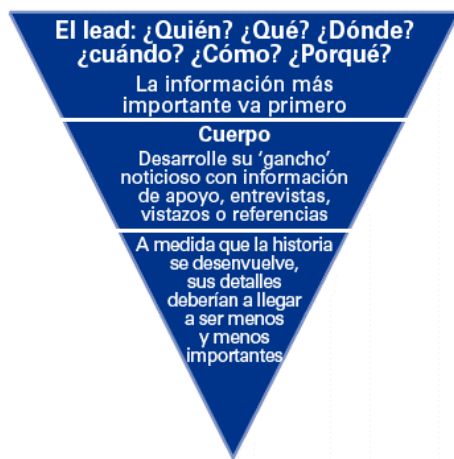 El lead: ¿Quién? ¿Qué? ¿Dónde?
¿cuándo? ¿Cómo? ¿Porqué?
La información más
importante va primero
Cuerpo
Desarrolle su ‘gancho’
noticioso con información
de apoyo, entrevistas,
vistazos o referencias
A medida que la historia
se desenvuelve,
sus detalles
deberían a llegar
a ser menos
y menos
importantes